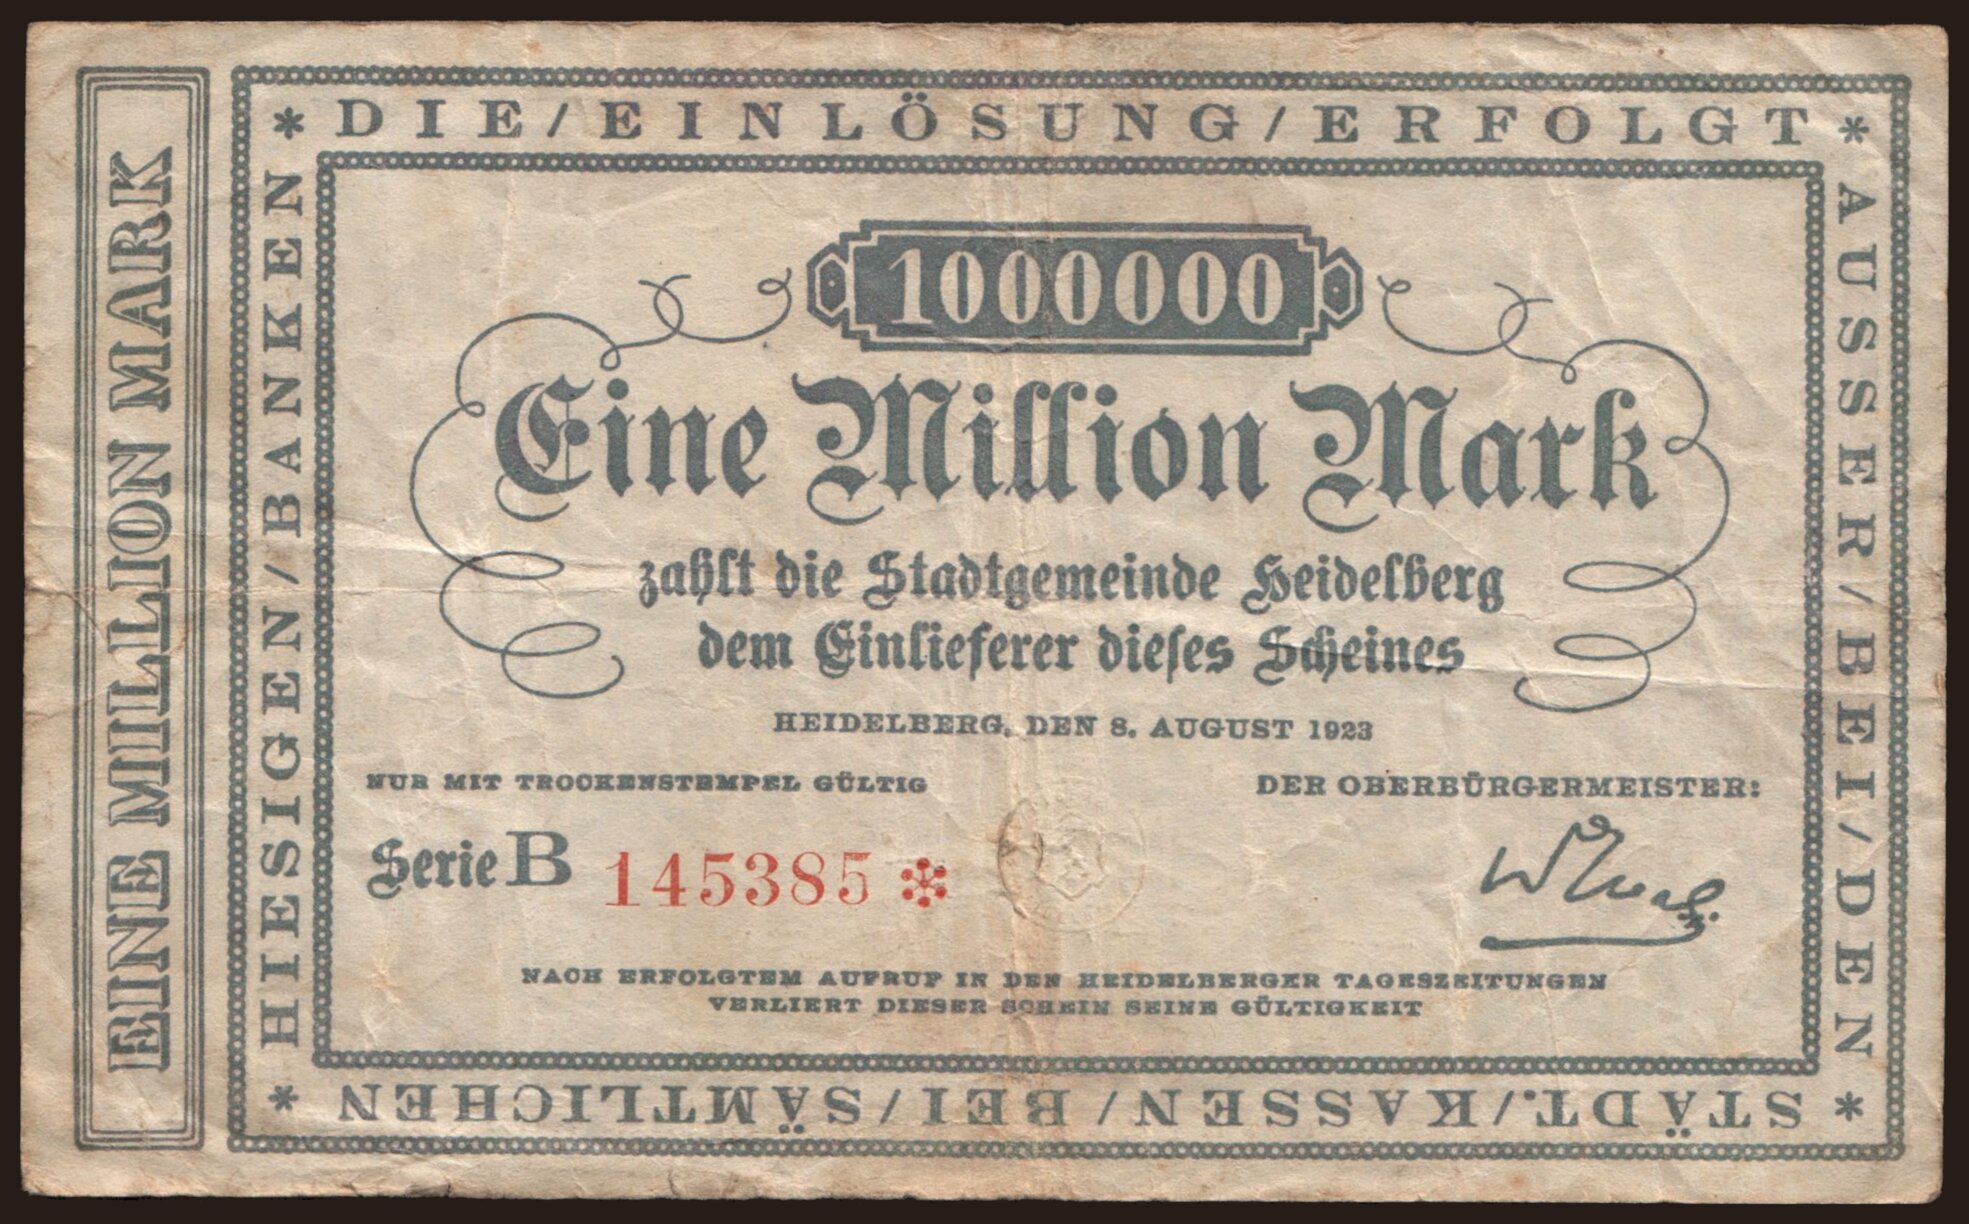 EINE MILLION MARK
* DIE/EINLÖSUNG/ERFOLGT *
AUSSER/BEI/DEN
* STÄDT./KASSEN/BEI/SÄMTLICHEN *
HIESIGEN/BANKEN
1000000
Eine Million Mark
zahlt die Stadtgemeinde Heidelberg
dem Einlieferer dieses Scheines
HEIDELBERG, DEN 8. AUGUST 1923
NUR MIT TROCKENSTEMPEL GÜLTIG
DER OBERBÜRGERMEISTER:
Serie B 145385 *
NACH ERFOLGTEM AUFRUF IN DEN HEIDELBERGER TAGESZEITUNGEN
VERLIERT DIESER SCHEIN SEINE GÜLTIGKEIT